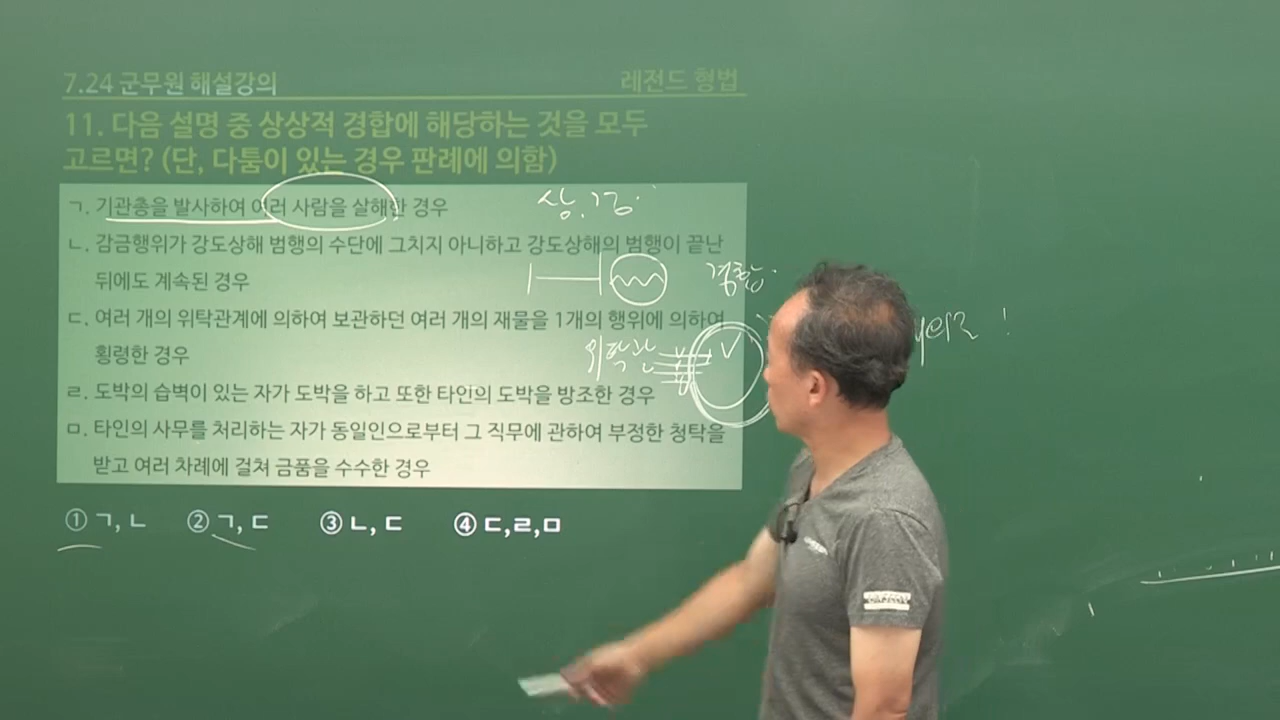 7.24 군무원 해설강의
레전드 형법
11. 다음 설명 중 상상적 경합에 해당하는 것을 모두
고르면? (단, 다툼이 있는 경우 판례에 의함)
ㄱ. 기관총을 발사하여 여러 사람을 살해한 경우
상.경.
ㄴ. 감금행위가 강도상해 범행의 수단에 그치지 아니하고 강도상해의 범행이 끝난
뒤에도 계속된 경우
ㄷ. 여러 개의 위탁관계에 의하여 보관하던 여러 개의 재물을 1개의 행위에 의하여
횡령한 경우
위탁관
ㄹ. 도박의 습벽이 있는 자가 도박을 하고 또한 타인의 도박을 방조한 경우
ㅁ. 타인의 사무를 처리하는 자가 동일인으로부터 그 직무에 관하여 부정한 청탁을
받고 여러 차례에 걸쳐 금품을 수수한 경우
① ㄱ, ㄴ ② ㄱ, ㄷ ③ ㄴ, ㄷ ④ ㄷ,ㄹ,ㅁ